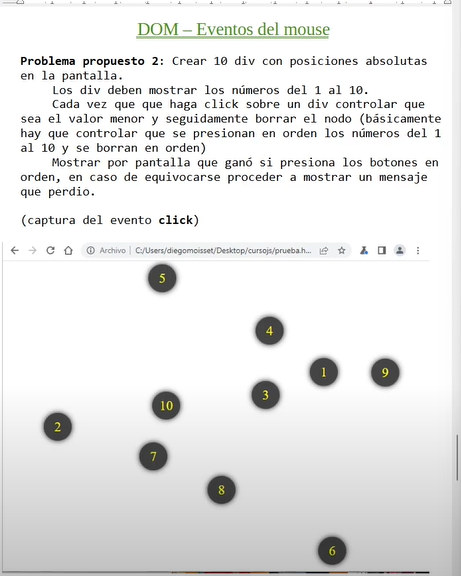 DOM – Eventos del mouse
Problema propuesto 2: Crear 10 div con posiciones absolutas
en la pantalla.
Los div deben mostrar los números del 1 al 10.
Cada vez que que haga click sobre un div controlar que
sea el valor menor y seguidamente borrar el nodo (básicamente
hay que controlar que se presionan en orden los números del 1
al 10 y se borran en orden)
Mostrar por pantalla que ganó si presiona los botones en
orden, en caso de equivocarse proceder a mostrar un mensaje
que perdio.
(captura del evento click)
Archivo | C:/Users/diegomoisset/Desktop/cursojs/prueba.h...
5
4
1
9
3
10
2
7
8
6